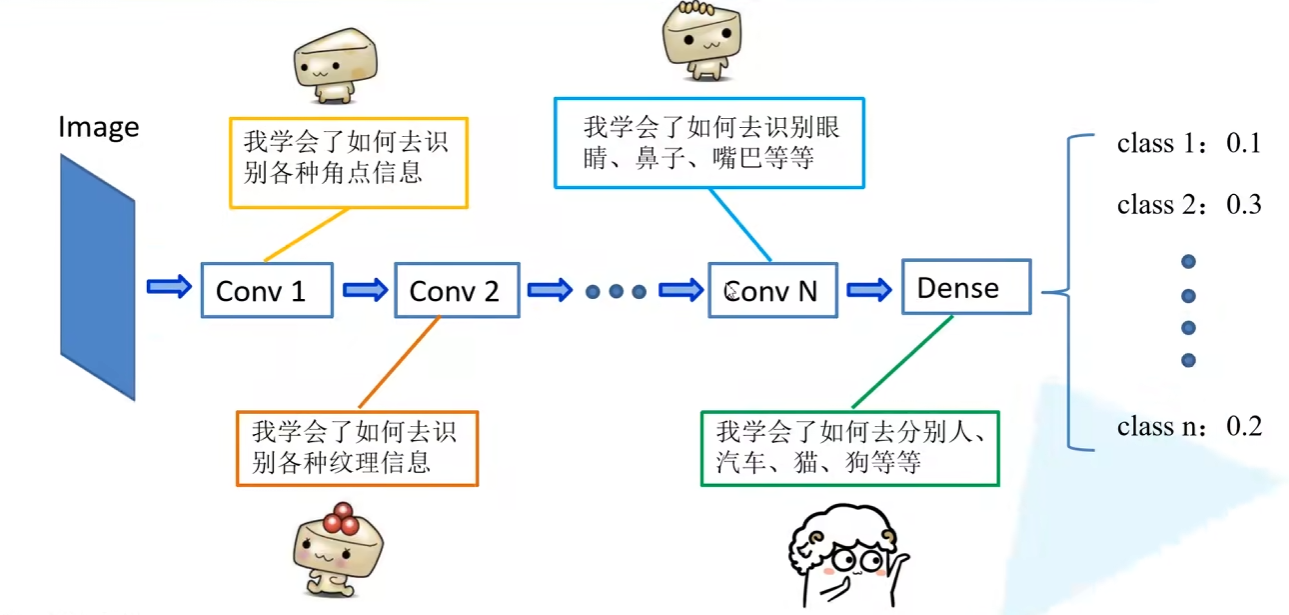 Image
我学会了如何去识
别各种角点信息
我学会了如何去识别眼
睛、鼻子、嘴巴等等
class 1：0.1
class 2：0.3
Conv 1
Conv 2
Conv N
Dense
我学会了如何去识
别各种纹理信息
我学会了如何去分别人、
汽车、猫、狗等等
class n：0.2